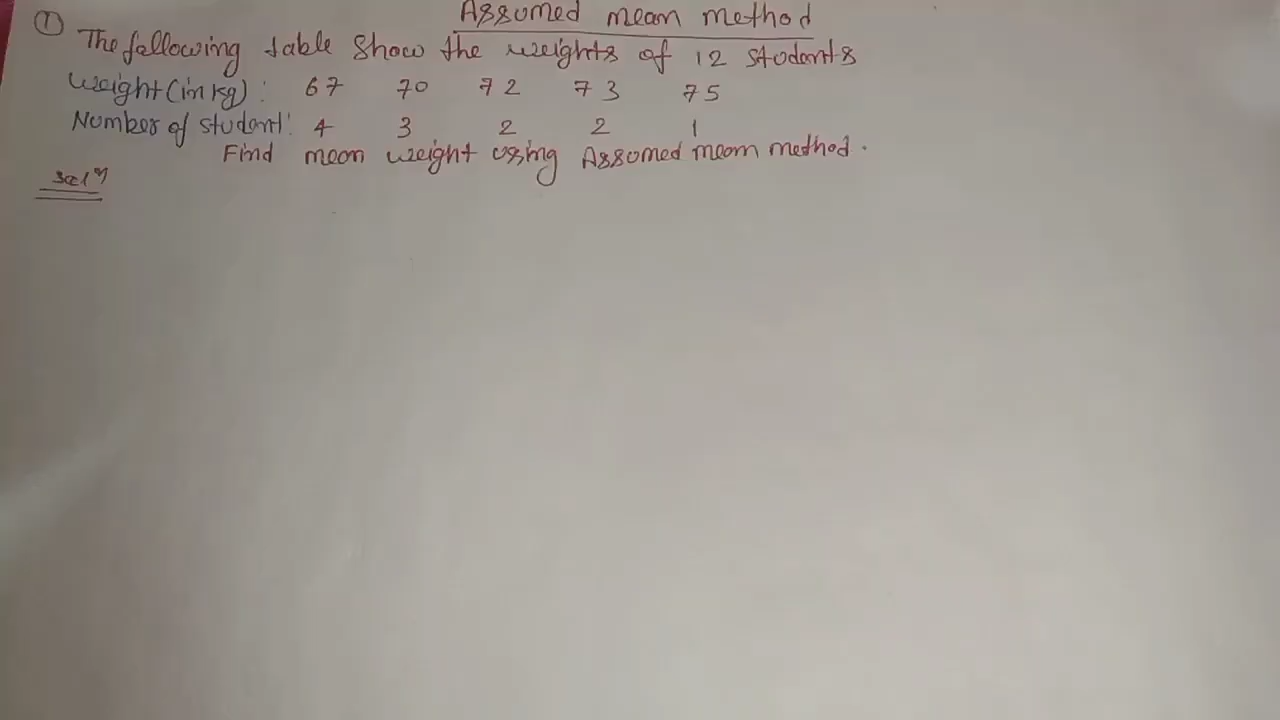 Assumed mean method
① The following table show the weights of 12 students
Weight (in kg) : 67 70 72 73 75
Number of student: 4 3 2 2 1
Find mean weight using Assumed mean method.
Solⁿ